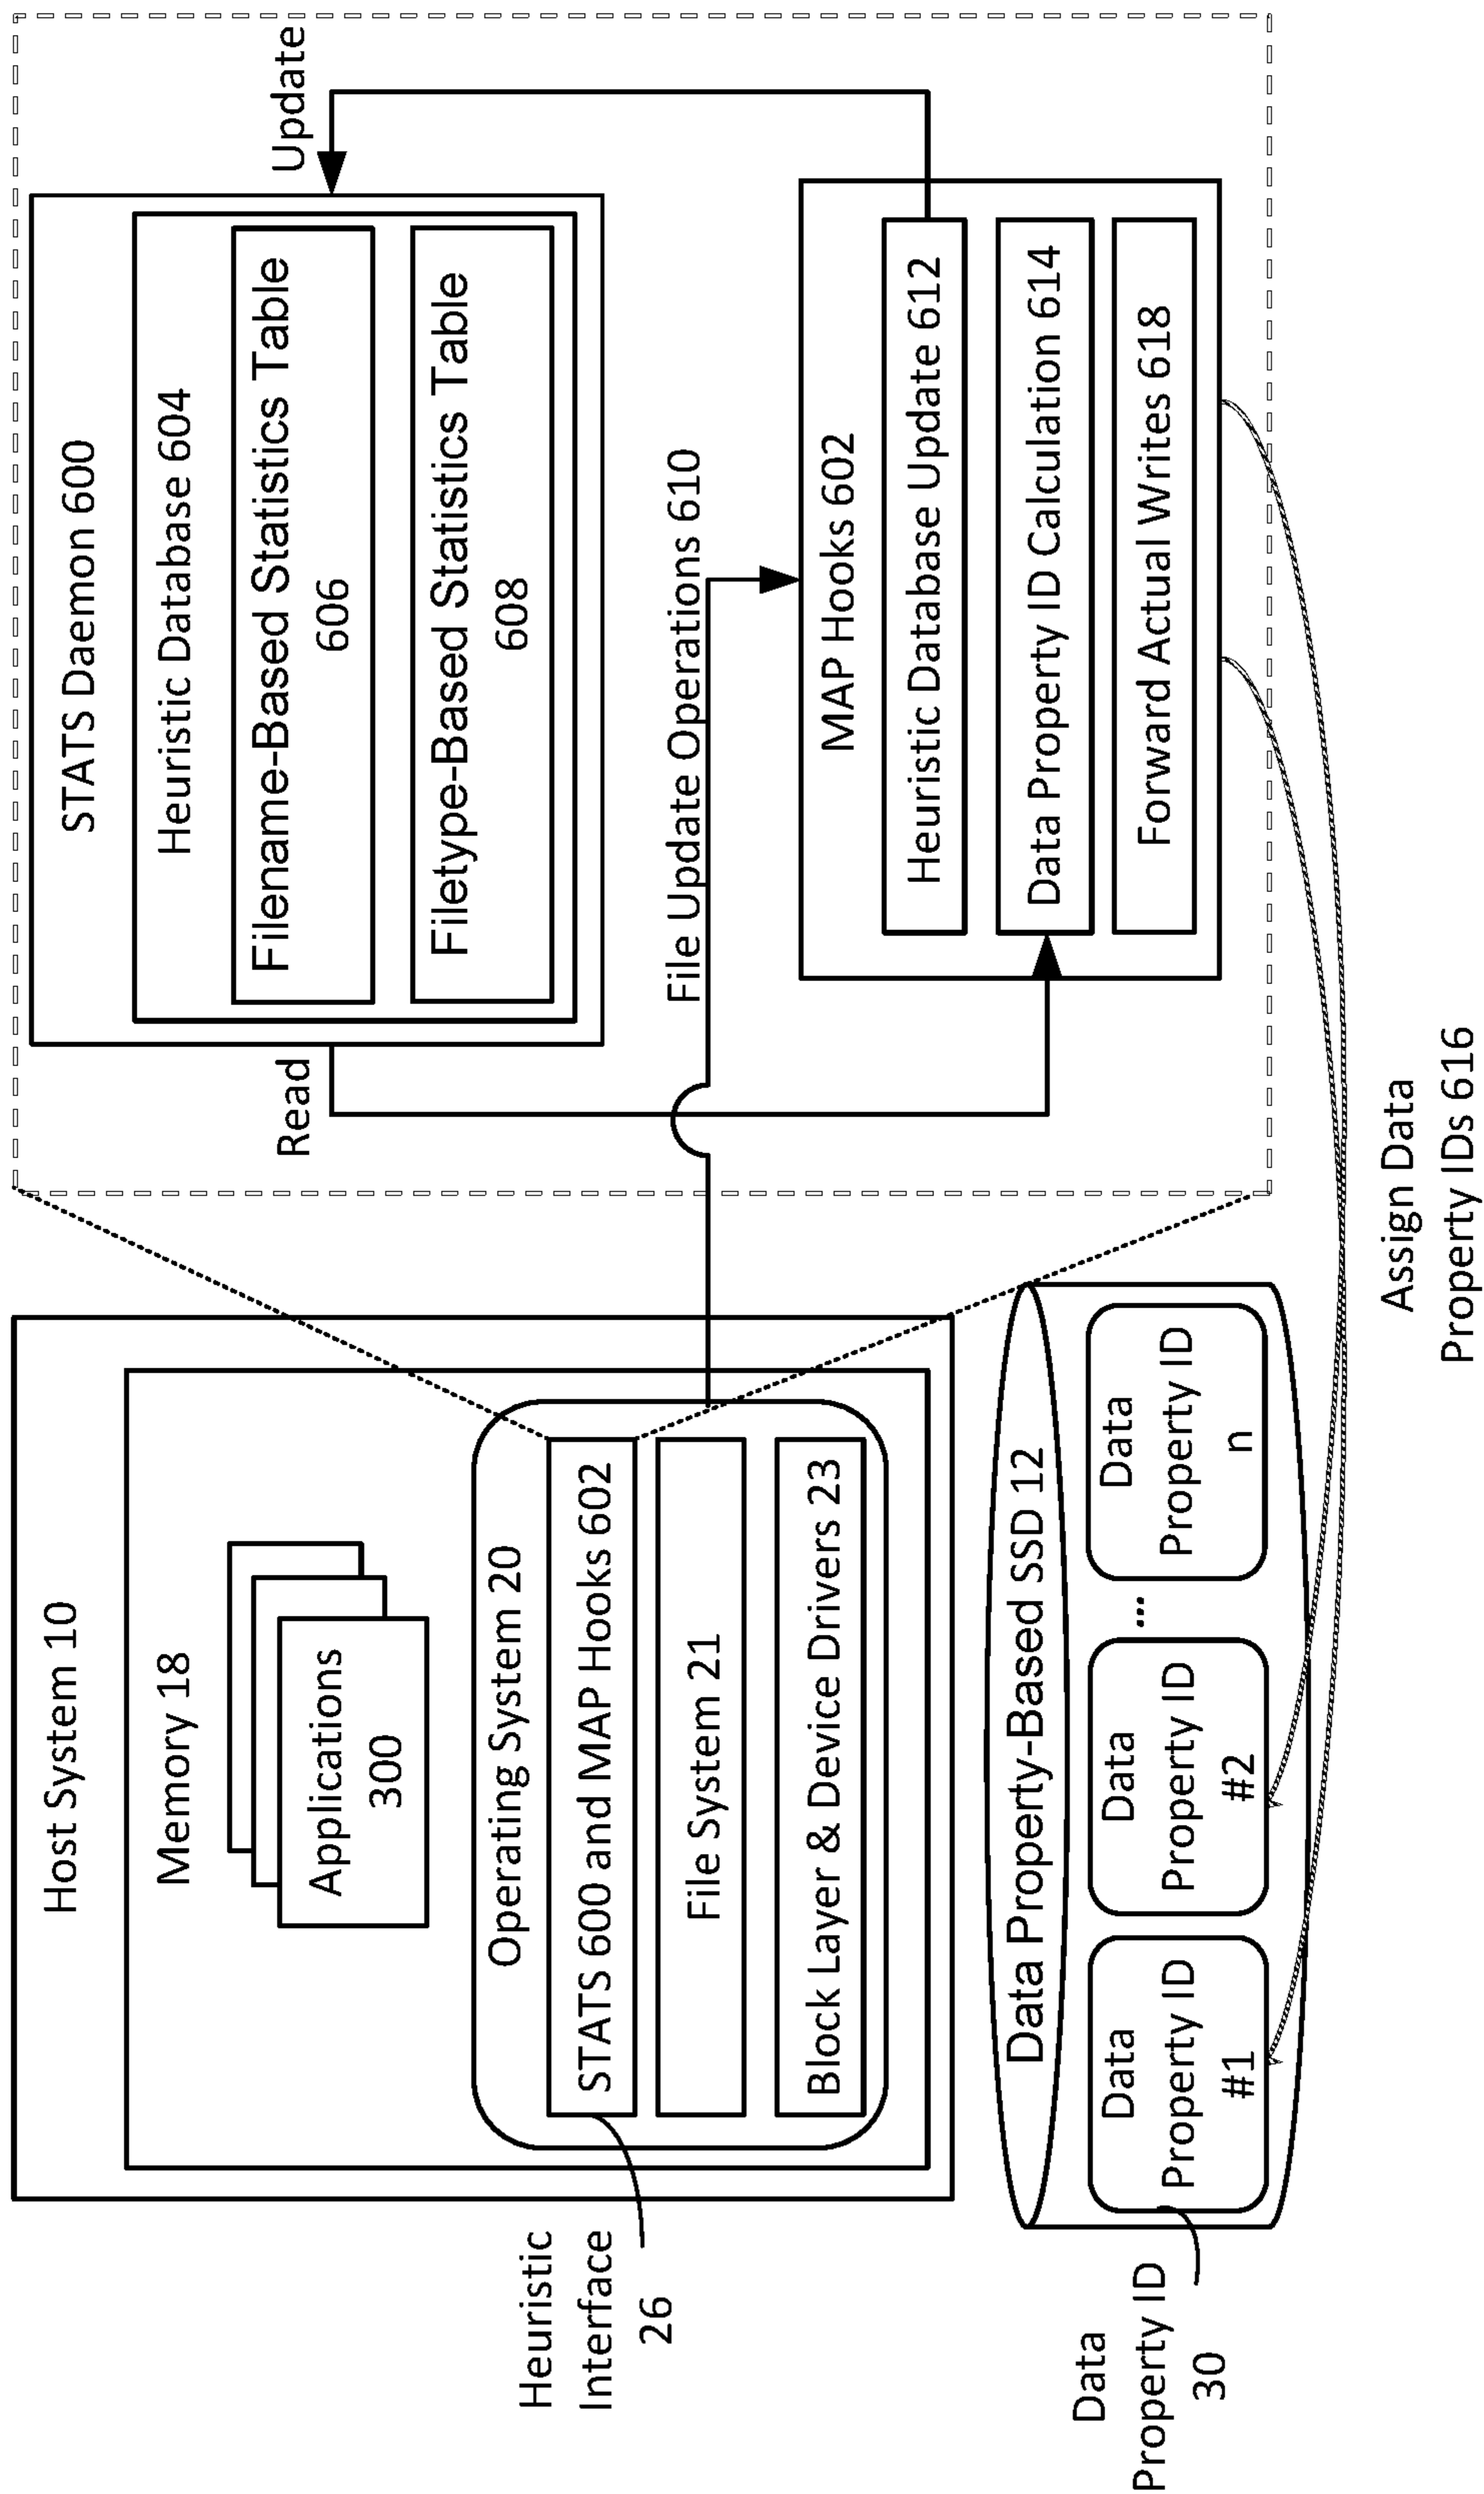 Host System 10
Memory 18
Applications
300
Operating System 20
STATS 600 and MAP Hooks 602
File System 21
Block Layer & Device Drivers 23
Heuristic
Interface
26
Data Property-Based SSD 12
Data
Property ID
#1
Data
Property ID
#2
...
Data
Property ID
n
Data
Property ID
30
STATS Daemon 600
Heuristic Database 604
Filename-Based Statistics Table
606
Filetype-Based Statistics Table
608
Read
Update
File Update Operations 610
MAP Hooks 602
Heuristic Database Update 612
Data Property ID Calculation 614
Forward Actual Writes 618
Assign Data
Property IDs 616